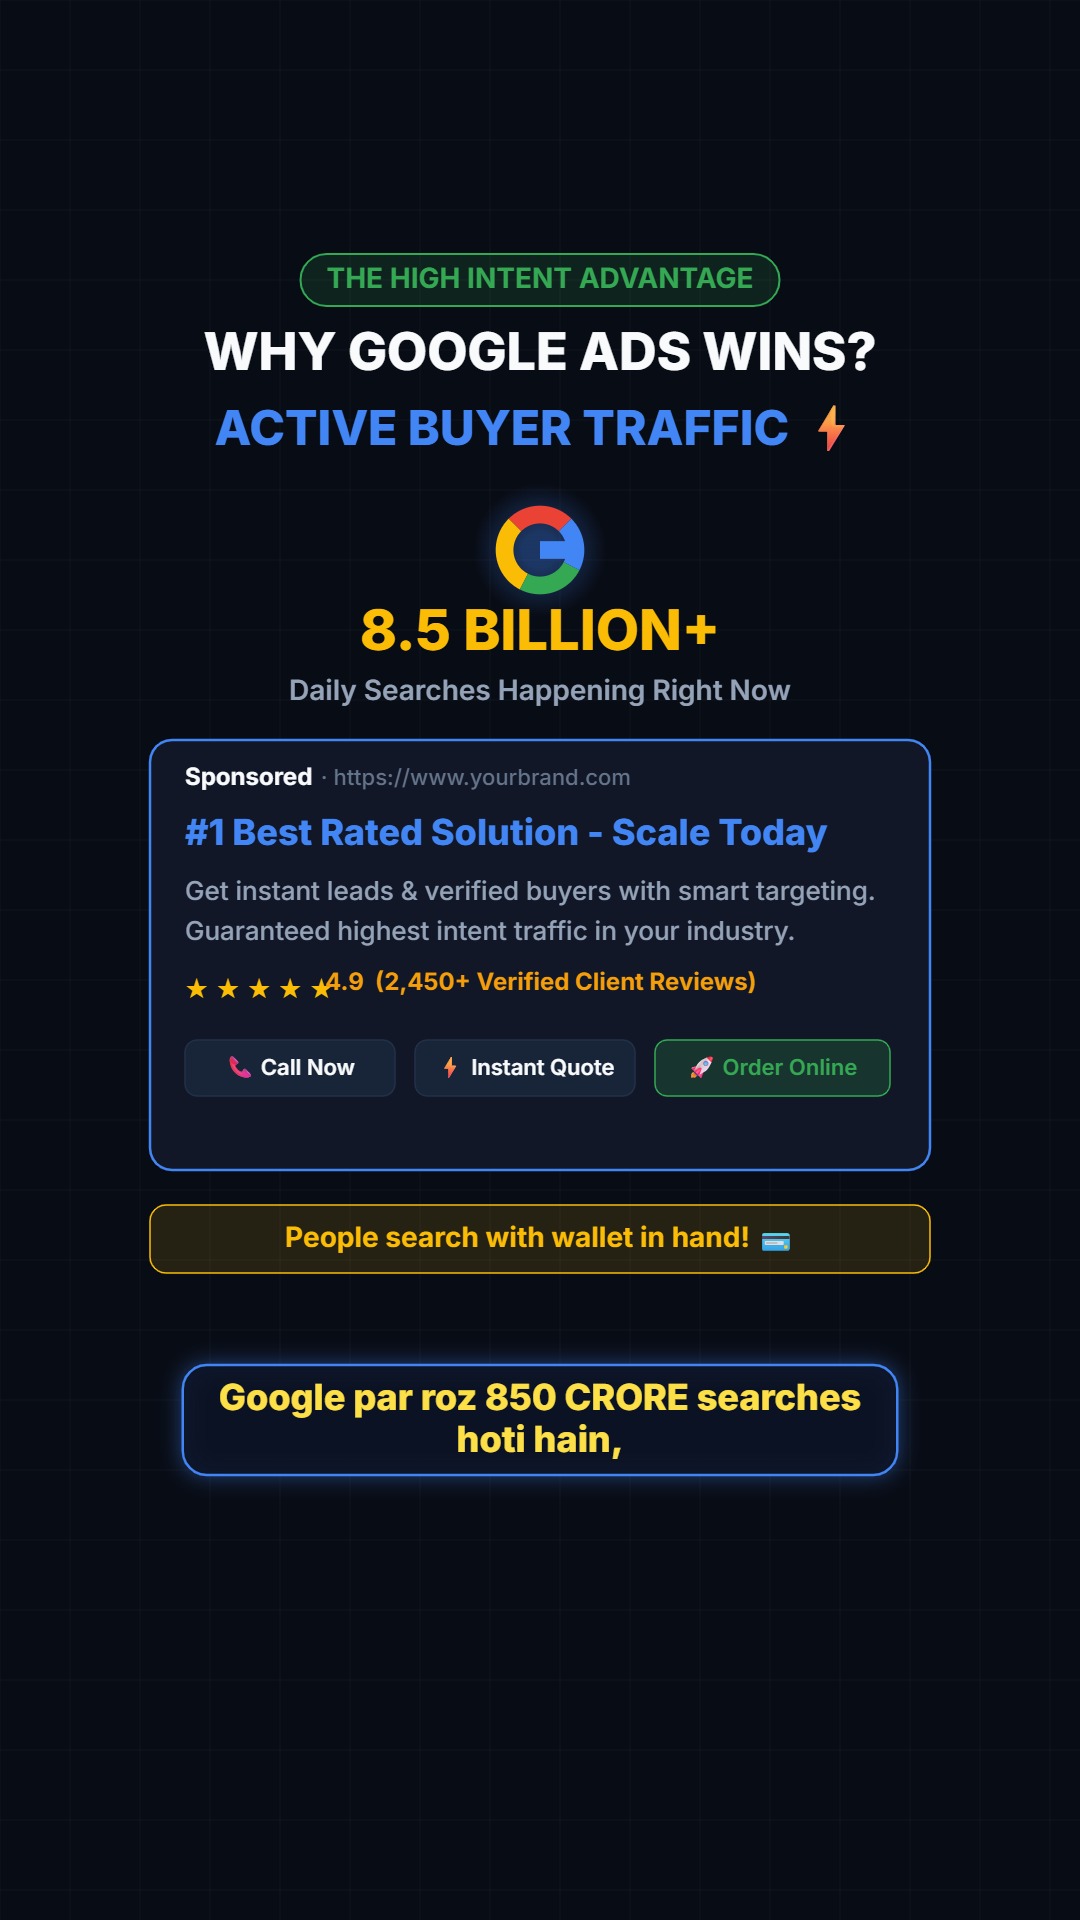 THE HIGH INTENT ADVANTAGE
WHY GOOGLE ADS WINS?
ACTIVE BUYER TRAFFIC ⚡
8.5 BILLION+
Daily Searches Happening Right Now
Sponsored · https://www.yourbrand.com
#1 Best Rated Solution - Scale Today
Get instant leads & verified buyers with smart targeting.
Guaranteed highest intent traffic in your industry.
★ ★ ★ ★ ★ 4.9 (2,450+ Verified Client Reviews)
📞 Call Now ⚡ Instant Quote 🚀 Order Online
People search with wallet in hand! 💳
Google par roz 850 CRORE searches
hoti hain,